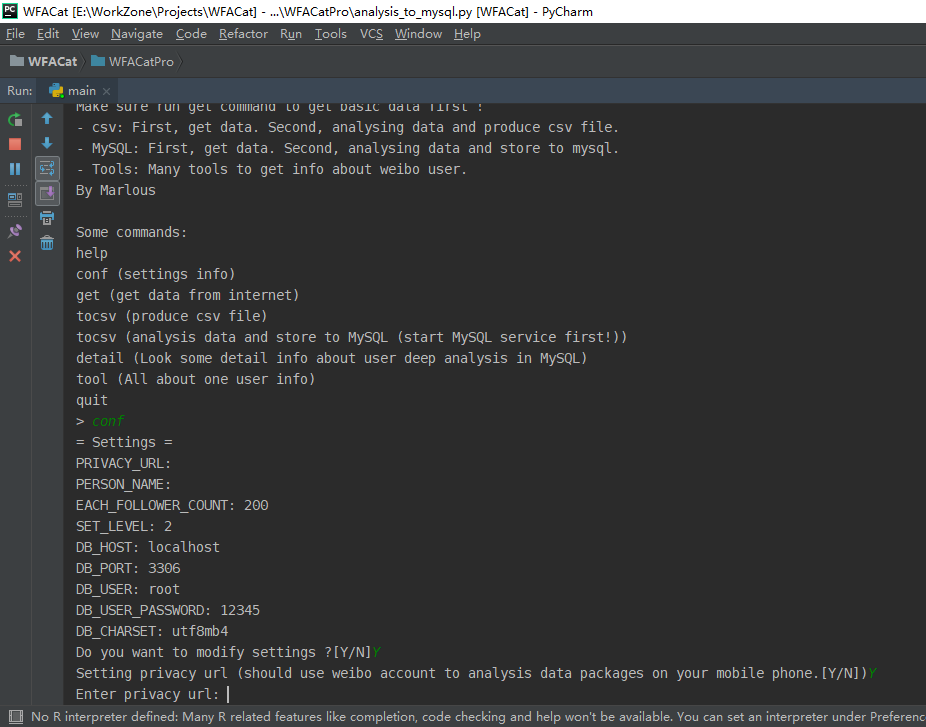 WFACat [E:\WorkZone\Projects\WFACat] - ...\WFACatPro\analysis_to_mysql.py [WFACat] - PyCharm
File Edit View Navigate Code Refactor Run Tools VCS Window Help
WFACat WFACatPro
Run: main
Make sure run get command to get basic data first !
- csv: First, get data. Second, analysing data and produce csv file.
- MySQL: First, get data. Second, analysing data and store to mysql.
- Tools: Many tools to get info about weibo user.
By Marlous
Some commands:
help
conf (settings info)
get (get data from internet)
tocsv (produce csv file)
tocsv (analysis data and store to MySQL (start MySQL service first!))
detail (Look some detail info about user deep analysis in MySQL)
tool (All about one user info)
quit
> conf
= Settings =
PRIVACY_URL:
PERSON_NAME:
EACH_FOLLOWER_COUNT: 200
SET_LEVEL: 2
DB_HOST: localhost
DB_PORT: 3306
DB_USER: root
DB_USER_PASSWORD: 12345
DB_CHARSET: utf8mb4
Do you want to modify settings ?[Y/N]Y
Setting privacy url (should use weibo account to analysis data packages on your mobile phone.[Y/N])Y
Enter privacy url:
No R interpreter defined: Many R related features like completion, code checking and help won't be available. You can set an interpreter under Preferenc